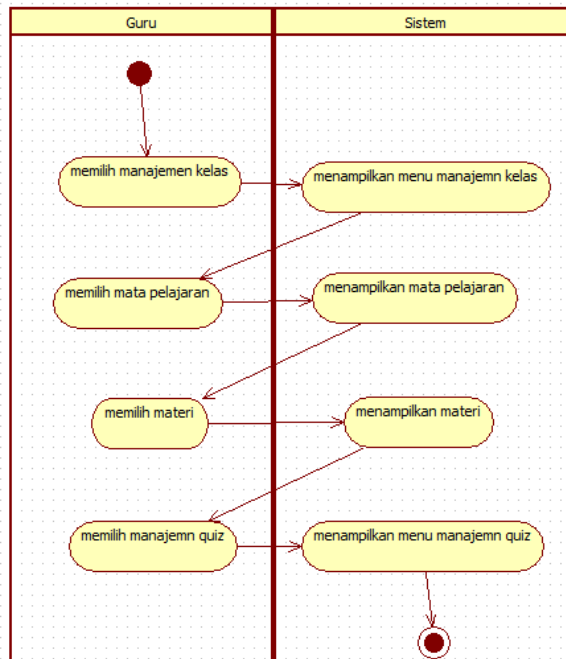 Guru
Sistem
memilih manajemen kelas
menampilkan menu manajemn kelas
memilih mata pelajaran
menampilkan mata pelajaran
memilih materi
menampilkan materi
memilih manajemn quiz
menampilkan menu manajemn quiz